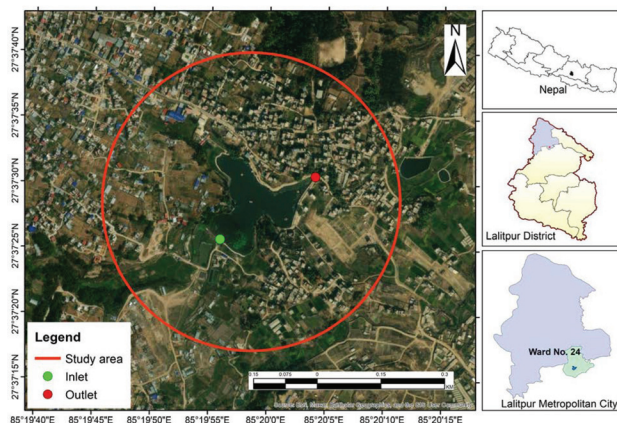 N
27°37'40"N
27°37'35"N
27°37'30"N
27°37'25"N
27°37'20"N
27°37'15"N
Legend
Study area
Inlet
Outlet
0.15 0.075 0 0.15 0.3
KM
85°19'40"E 85°19'45"E 85°19'50"E 85°19'55"E 85°20'0"E 85°20'5"E 85°20'10"E 85°20'15"E
Nepal
Lalitpur District
Ward No. 24
Lalitpur Metropolitan City